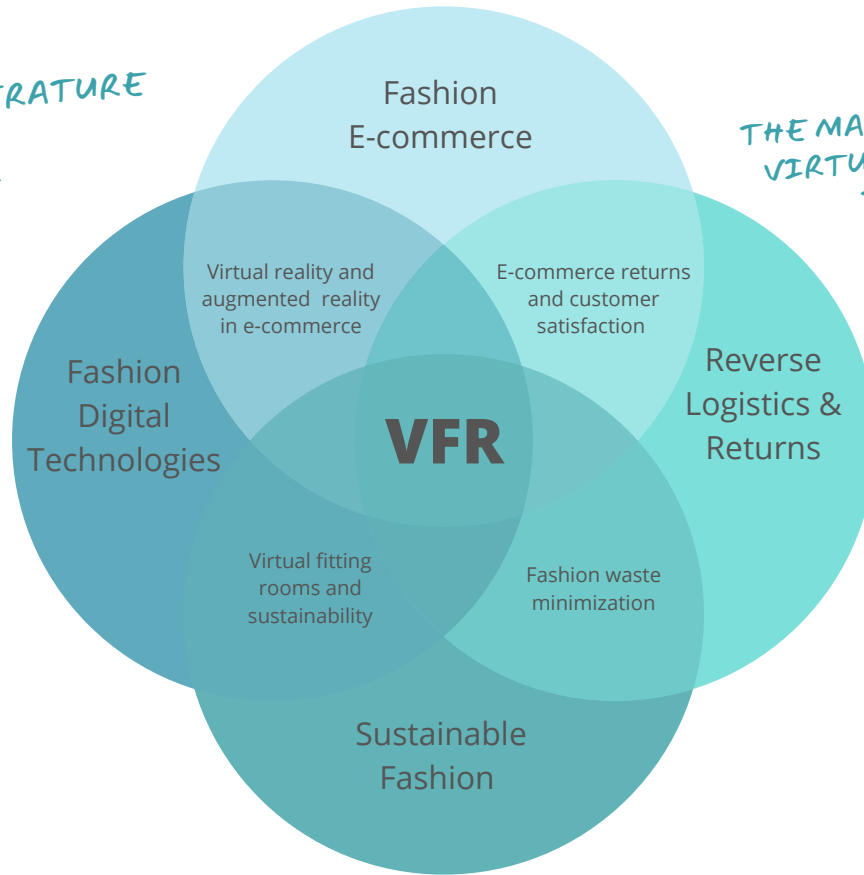 Fashion
E-commerce
THE MA
VIRTU
Virtual reality and
augmented reality
in e-commerce
E-commerce returns
and customer
satisfaction
Fashion
Digital
Technologies
VFR
Reverse
Logistics &
Returns
Virtual fitting
rooms and
sustainability
Fashion waste
minimization
Sustainable
Fashion